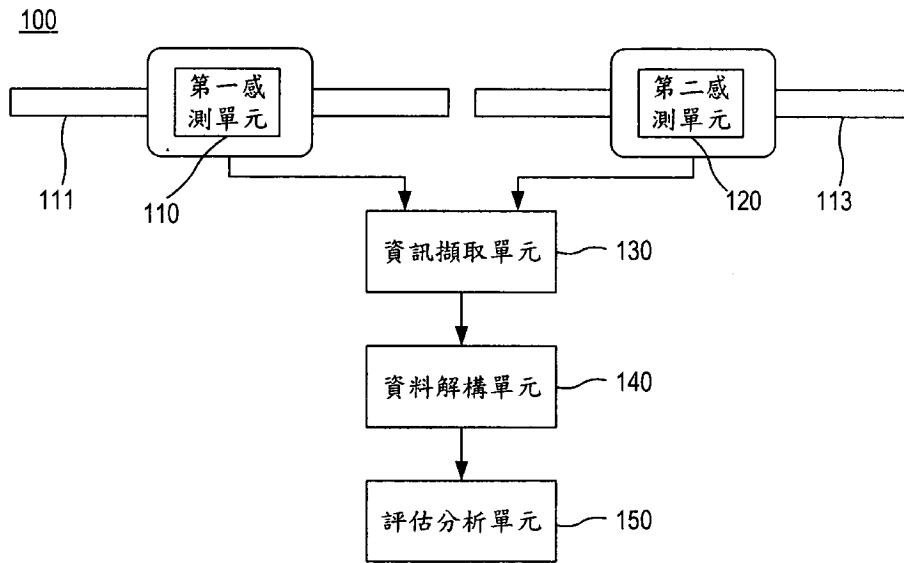 100
第一感
測單元
第二感
測單元
111
110
120
113
資訊擷取單元
130
資料解構單元
140
評估分析單元
150